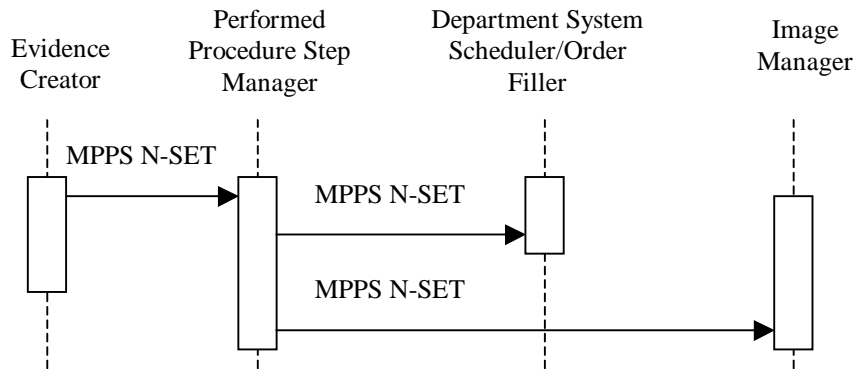 Evidence
Creator
Performed
Procedure Step
Manager
Department System
Scheduler/Order
Filler
Image
Manager
MPPS N-SET
MPPS N-SET
MPPS N-SET